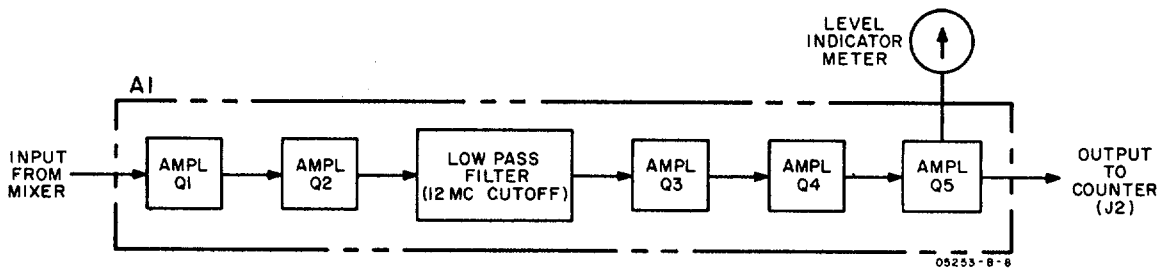 LEVEL
INDICATOR
METER
A1
INPUT
FROM
MIXER
AMPL
Q1
AMPL
Q2
LOW PASS
FILTER
(12 MC CUTOFF)
AMPL
Q3
AMPL
Q4
AMPL
Q5
OUTPUT
TO
COUNTER
(J2)
05253-B-8